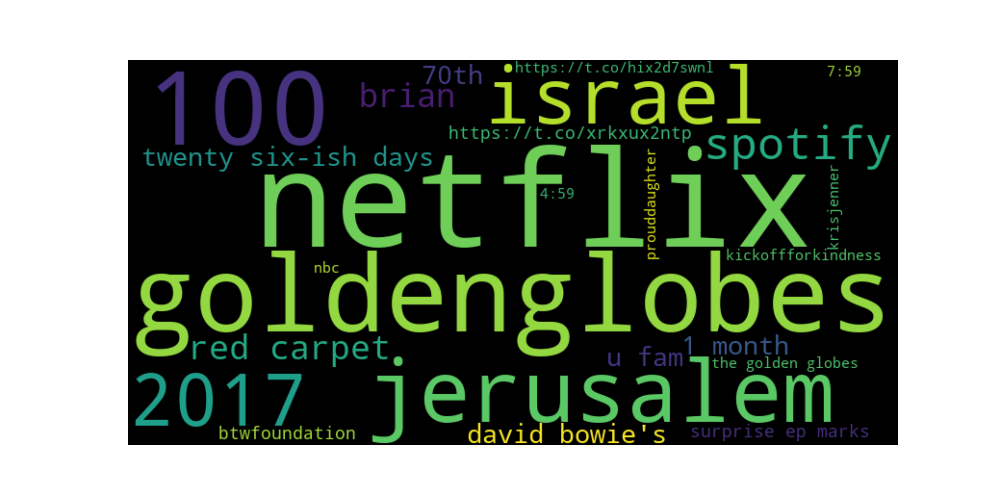 100
70th
https://t.co/hix2d7swnl
7:59
brian
israel
https://t.co/xrkxux2ntp
spotify
twenty six-ish days
netflix
4:59
prouddaughter
krisjenner
kickoffforkindness
nbc
goldenglobes
red carpet
u fam
1 month
the golden globes
2017
jerusalem
btwfoundation
david bowie's
surprise ep marks